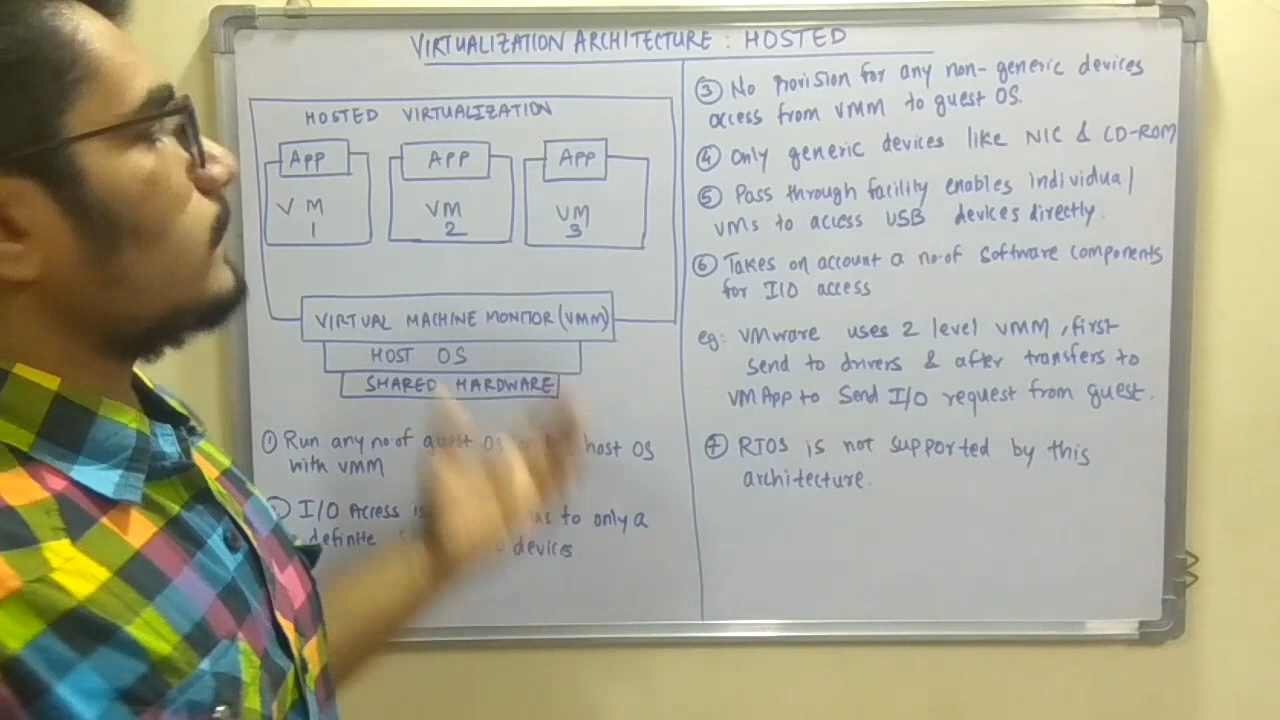 VIRTUALIZATION ARCHITECTURE : HOSTED
HOSTED VIRTUALIZATION
APP APP APP
VM VM VM
1 2 3
VIRTUAL MACHINE MONITOR (VMM)
HOST OS
SHARED HARDWARE
① Run any no. of guest OS host OS
with VMM
I/O Access is to only a
definite devices
③ No Provision for any non-generic devices
access from VMM to guest OS.
④ Only generic devices like NIC & CD-ROM
⑤ Pass through facility enables individual
VMs to access USB devices directly.
⑥ Takes on account a no. of Software components
for I/O access
eg: VMware uses 2 level VMM, first
send to drivers & after transfers to
VM App to Send I/O request from guest.
⑦ RTOS is not supported by this
architecture.